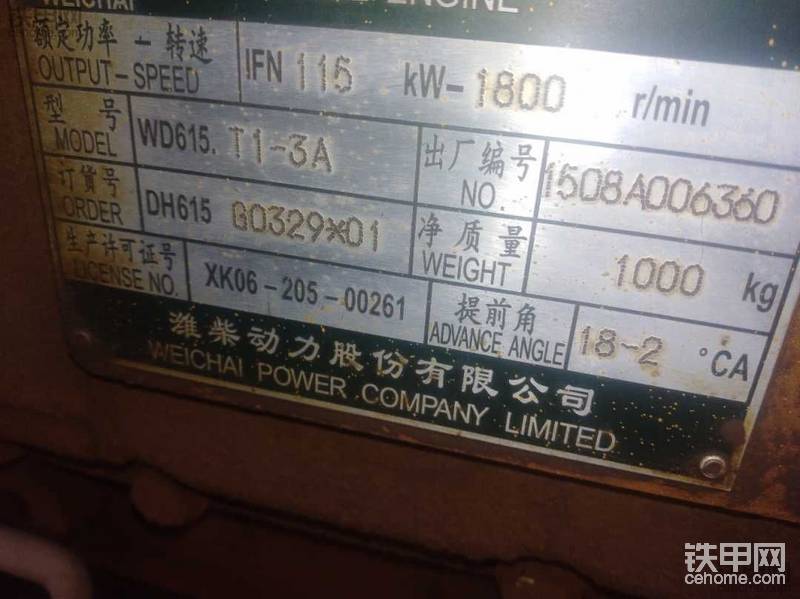 WEICHAI ENGINE
额定功率-转速 IFN 115 kW-1800 r/min
OUTPUT-SPEED
型号 WD615. T1-3A 出厂编号 1508A006360
MODEL NO.
订货号 DH615 G0329*01 净质量 1000 kg
ORDER WEIGHT
生产许可证号 XK06-205-00261 提前角 18-2 °CA
LICENSE NO. ADVANCE ANGLE
潍柴动力股份有限公司
WEICHAI POWER COMPANY LIMITED
铁甲网
cehome.com